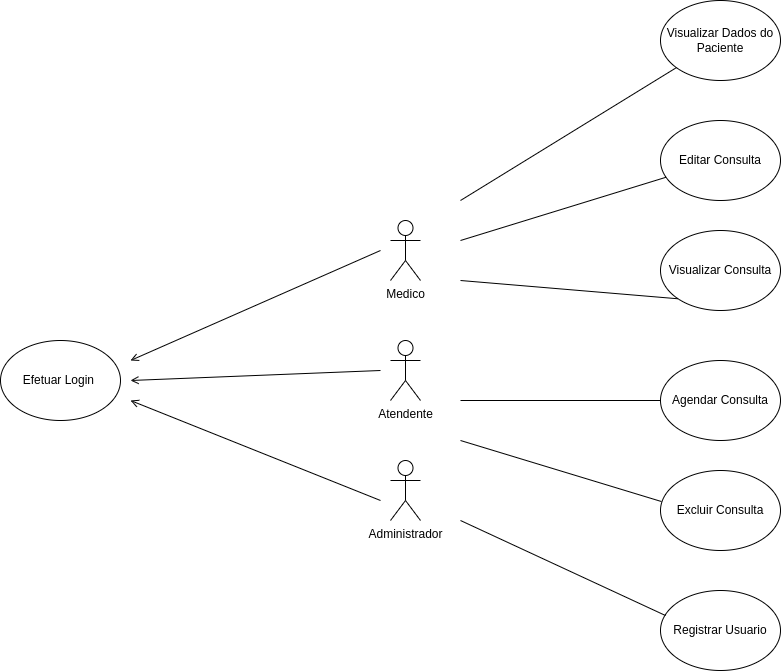 Visualizar Dados do
Paciente
Editar Consulta
Visualizar Consulta
Medico
Efetuar Login
Atendente
Agendar Consulta
Administrador
Excluir Consulta
Registrar Usuario